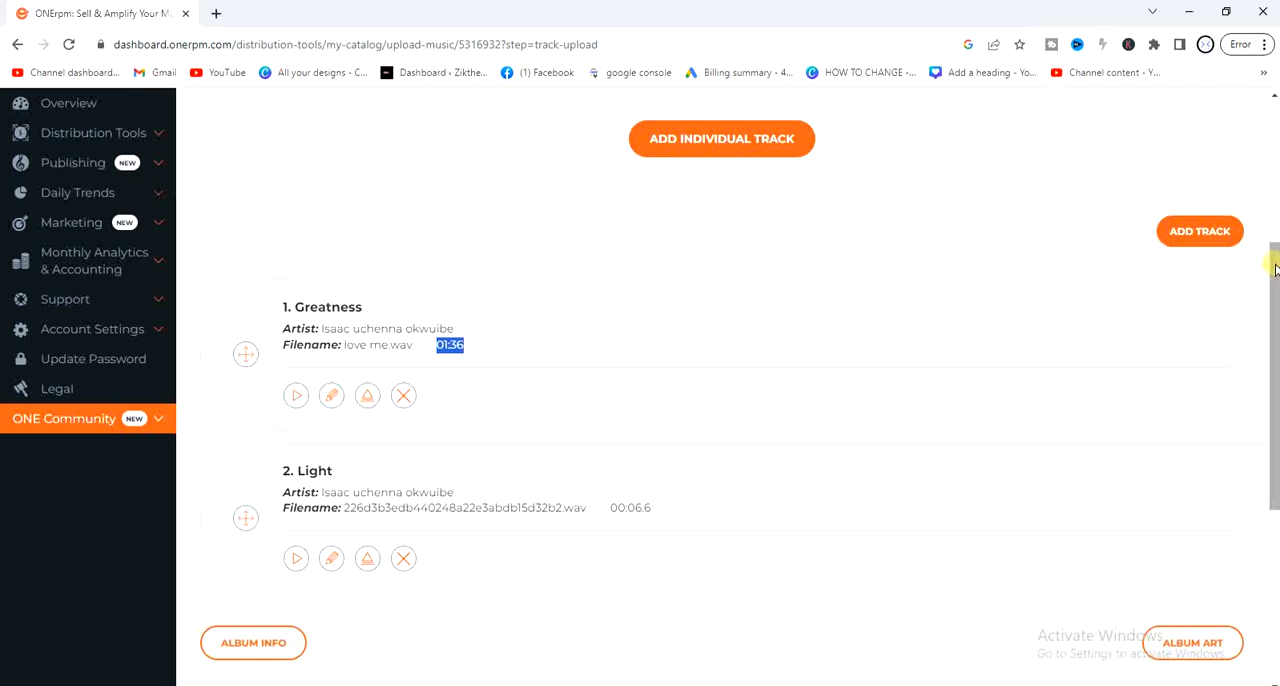 ONErpm: Sell & Amplify Your Mu
dashboard.onerpm.com/distribution-tools/my-catalog/upload-music/5316932?step=track-upload
Error
Channel dashboard...
Gmail
YouTube
All your designs - C...
Dashboard ‹ Zikthe...
(1) Facebook
google console
Billing summary - 4...
HOW TO CHANGE -...
Add a heading - Yo...
Channel content - Y...
»
Overview
Distribution Tools
Publishing NEW
Daily Trends
Marketing NEW
Monthly Analytics
& Accounting
Support
Account Settings
Update Password
Legal
ONE Community NEW
ADD INDIVIDUAL TRACK
ADD TRACK
1. Greatness
Artist: Isaac uchenna okwuibe
Filename: love me.wav 01:36
2. Light
Artist: Isaac uchenna okwuibe
Filename: 226d3b3edb440248a22e3abdb15d32b2.wav 00:06.6
ALBUM INFO
ALBUM ART
Activate Windows
Go to Settings to activate Windows.